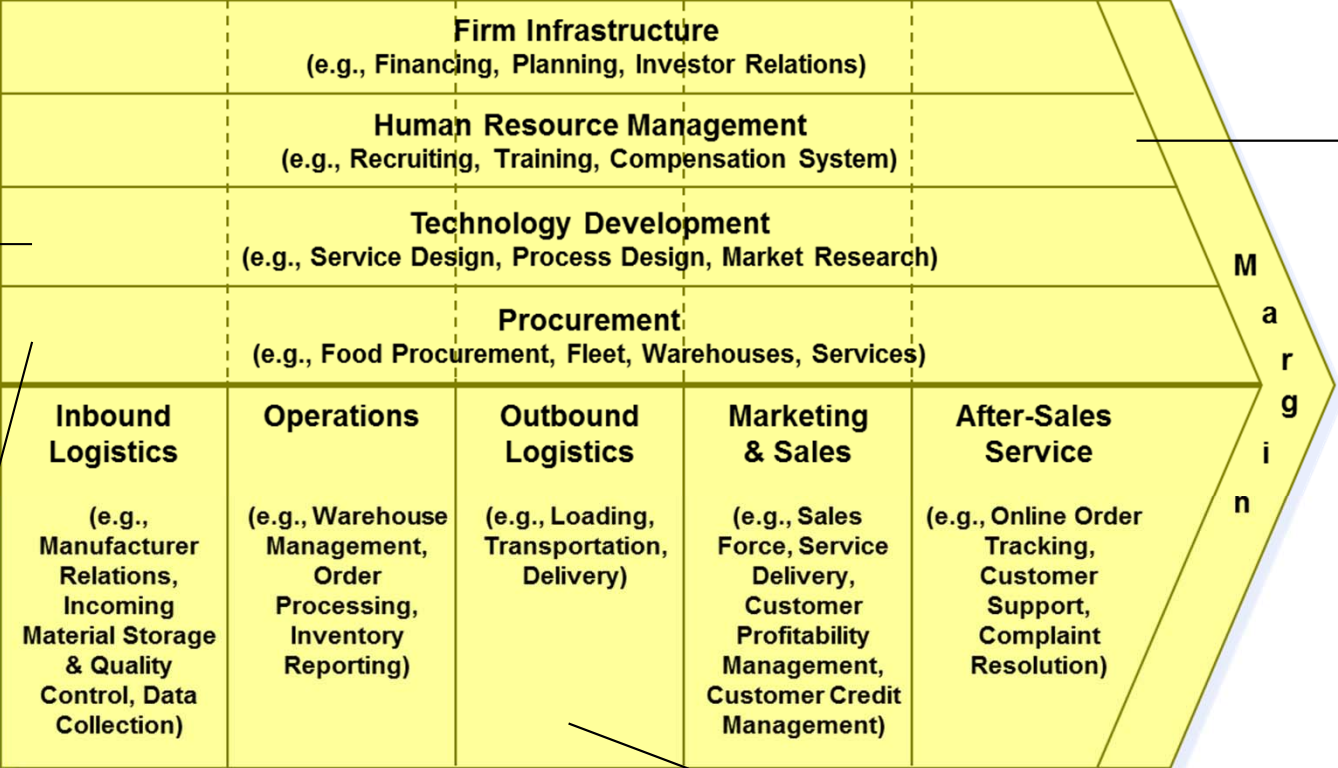 Firm Infrastructure
(e.g., Financing, Planning, Investor Relations)
Human Resource Management
(e.g., Recruiting, Training, Compensation System)
Technology Development
(e.g., Service Design, Process Design, Market Research)
Procurement
(e.g., Food Procurement, Fleet, Warehouses, Services)
Inbound
Logistics
(e.g.,
Manufacturer
Relations,
Incoming
Material Storage
& Quality
Control, Data
Collection)
Operations
(e.g., Warehouse
Management,
Order
Processing,
Inventory
Reporting)
Outbound
Logistics
(e.g., Loading,
Transportation,
Delivery)
Marketing
& Sales
(e.g., Sales
Force, Service
Delivery,
Customer
Profitability
Management,
Customer Credit
Management)
After-Sales
Service
(e.g., Online Order
Tracking,
Customer
Support,
Complaint
Resolution)
Margin